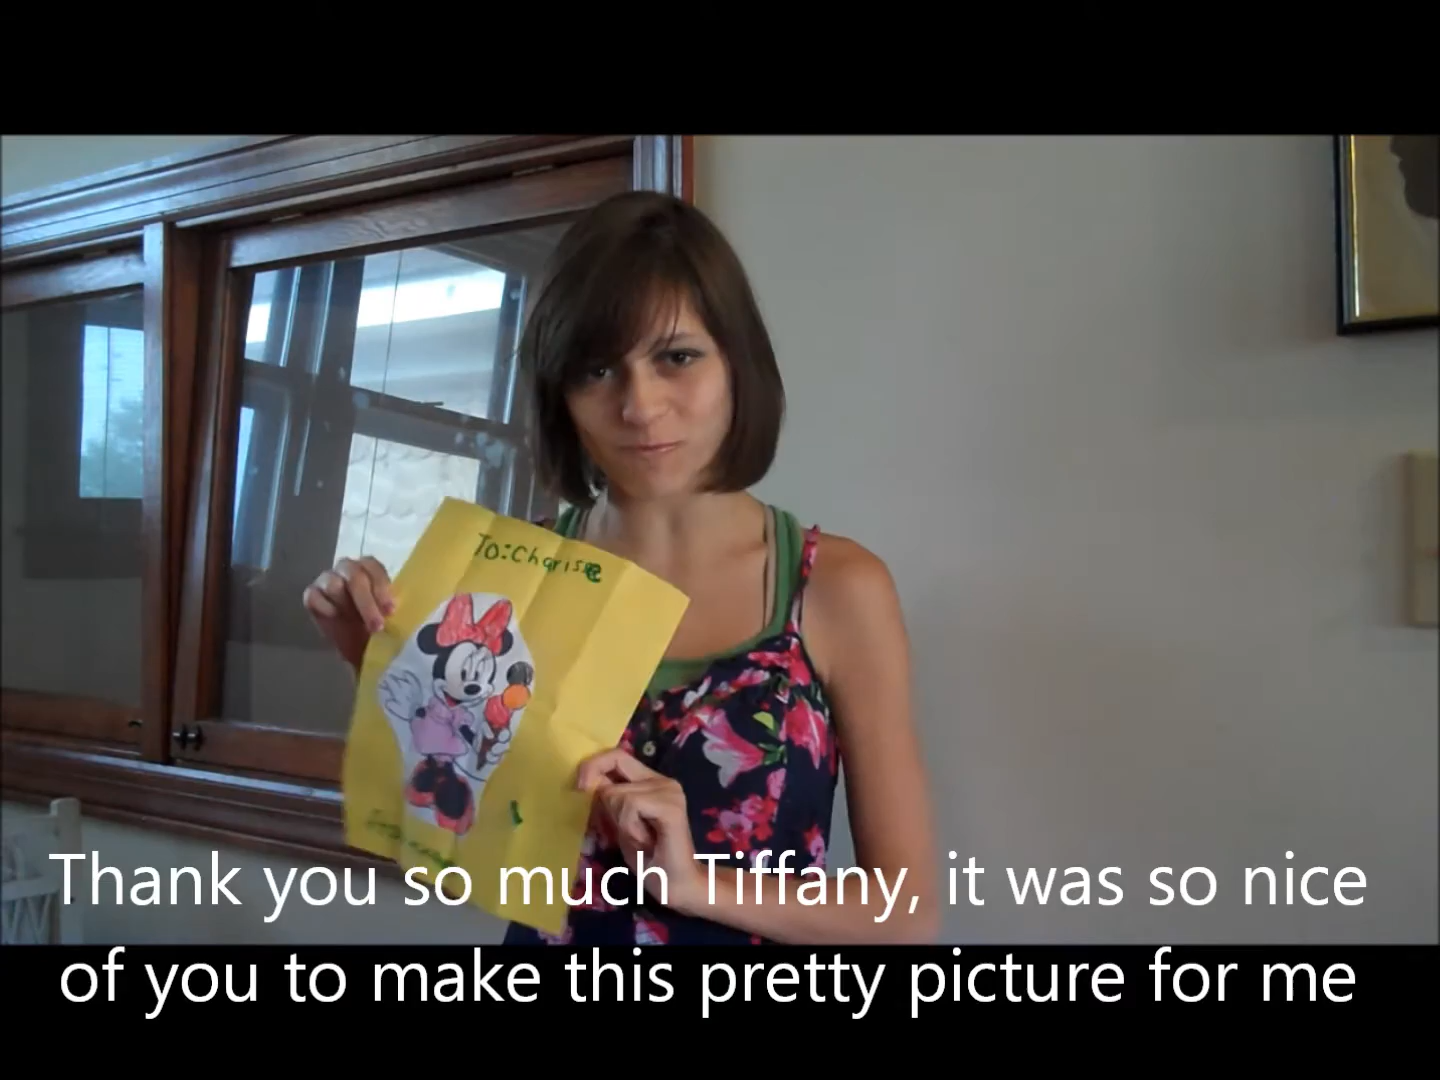 To: Charise
Thank you so much Tiffany, it was so nice
of you to make this pretty picture for me